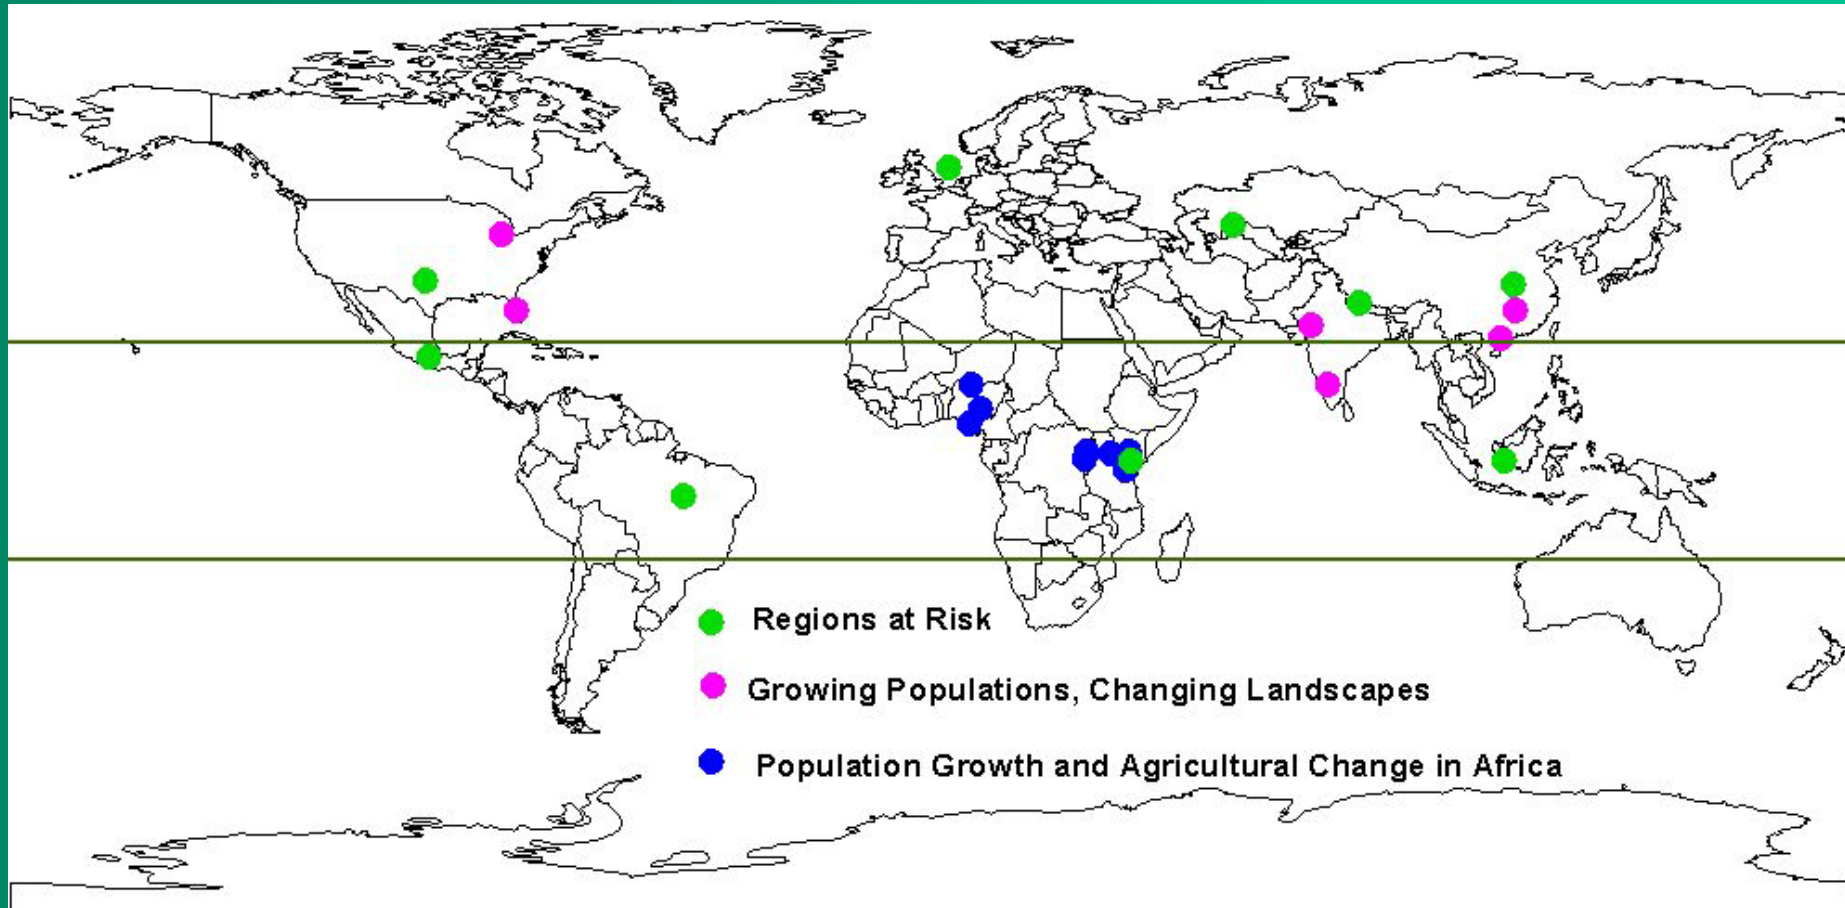 Regions at Risk
Growing Populations, Changing Landscapes
Population Growth and Agricultural Change in Africa